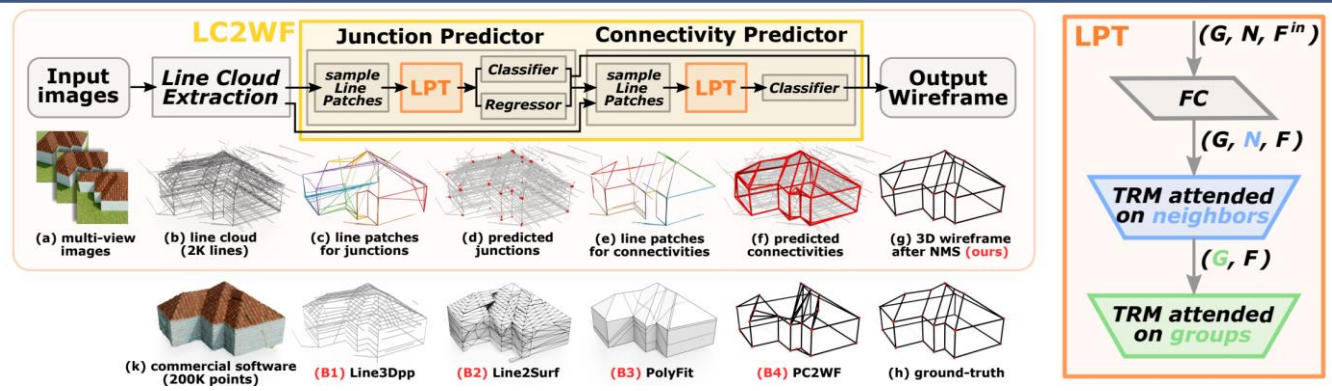 LC2WF
Junction Predictor
Connectivity Predictor
Input
images
Line Cloud
Extraction
sample
Line
Patches
LPT
Classifier
Regressor
sample
Line
Patches
LPT
Classifier
Output
Wireframe
(a) multi-view
images
(b) line cloud
(2K lines)
(c) line patches
for junctions
(d) predicted
junctions
(e) line patches
for connectivities
(f) predicted
connectivities
(g) 3D wireframe
after NMS (ours)
(k) commercial software
(200K points)
(B1) Line3Dpp
(B2) Line2Surf
(B3) PolyFit
(B4) PC2WF
(h) ground-truth
LPT
(G, N, Fⁱⁿ)
FC
(G, N, F)
TRM attended
on neighbors
(G, F)
TRM attended
on groups